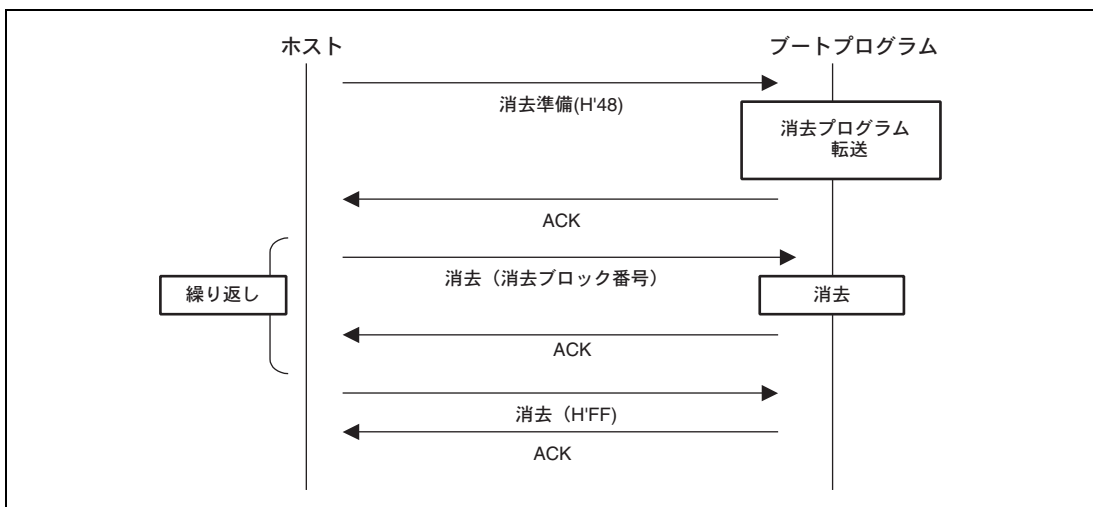 ホスト
ブートプログラム
消去準備(H'48)
消去プログラム
転送
ACK
消去（消去ブロック番号）
繰り返し
消去
ACK
消去（H'FF)
ACK